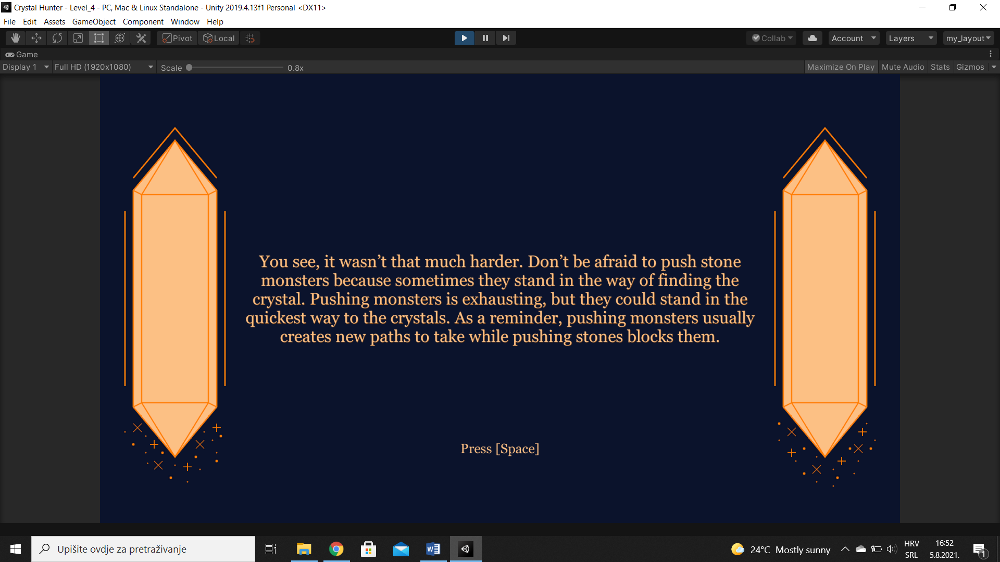 Crystal Hunter - Level_4 - PC, Mac & Linux Standalone - Unity 2019.4.13f1 Personal <DX11>
File Edit Assets GameObject Component Window Help
Pivot Local Collab Account Layers my_layout
Game
Display 1 Full HD (1920x1080) Scale 0.8x Maximize On Play Mute Audio Stats Gizmos
You see, it wasn’t that much harder. Don’t be afraid to push stone
monsters because sometimes they stand in the way of finding the
crystal. Pushing monsters is exhausting, but they could stand in the
quickest way to the crystals. As a reminder, pushing monsters usually
creates new paths to take while pushing stones blocks them.
Press [Space]
Upišite ovdje za pretraživanje
24°C Mostly sunny
HRV
SRL
16:52
5.8.2021.
1